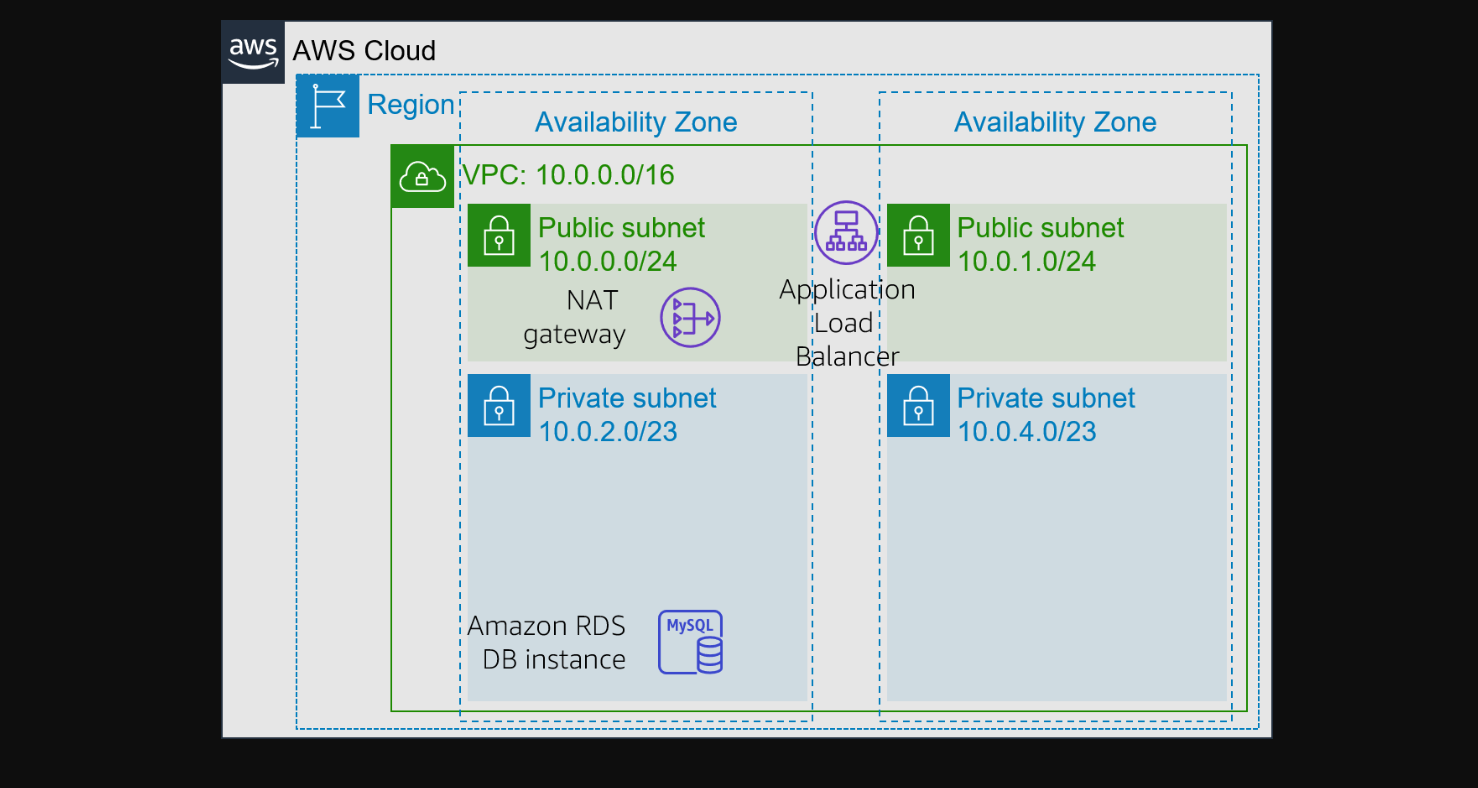 aws
AWS Cloud
Region
Availability Zone
Availability Zone
VPC: 10.0.0.0/16
Public subnet
10.0.0.0/24
NAT
gateway
Application
Load
Balancer
Public subnet
10.0.1.0/24
Private subnet
10.0.2.0/23
Private subnet
10.0.4.0/23
Amazon RDS
DB instance
MySQL